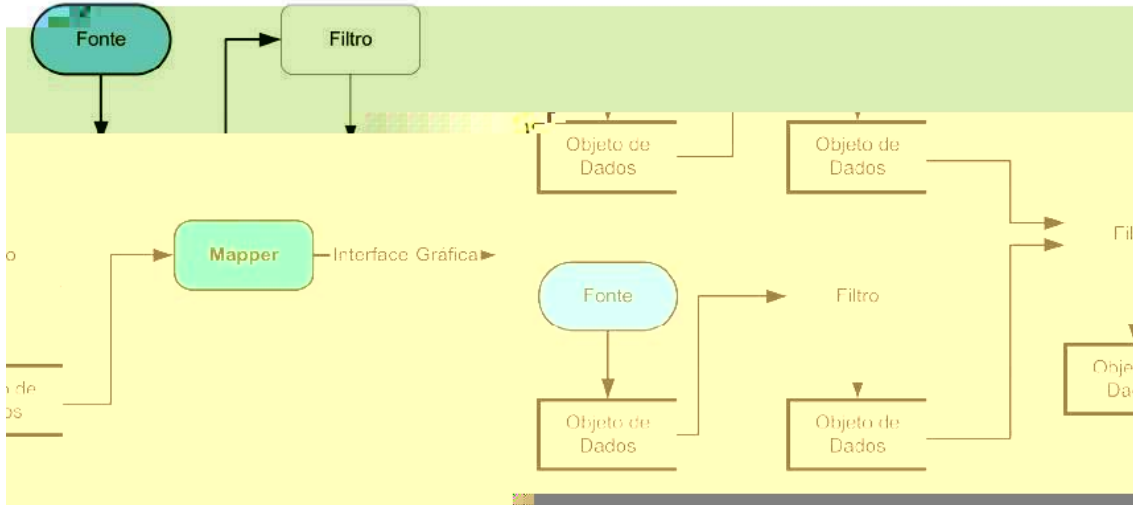 Fonte
Filtro
Objeto de
Dados
Objeto de
Dados
Mapper
Interface Gráfica
Fonte
Filtro
de
Objeto de
Dados
Objeto de
Dados